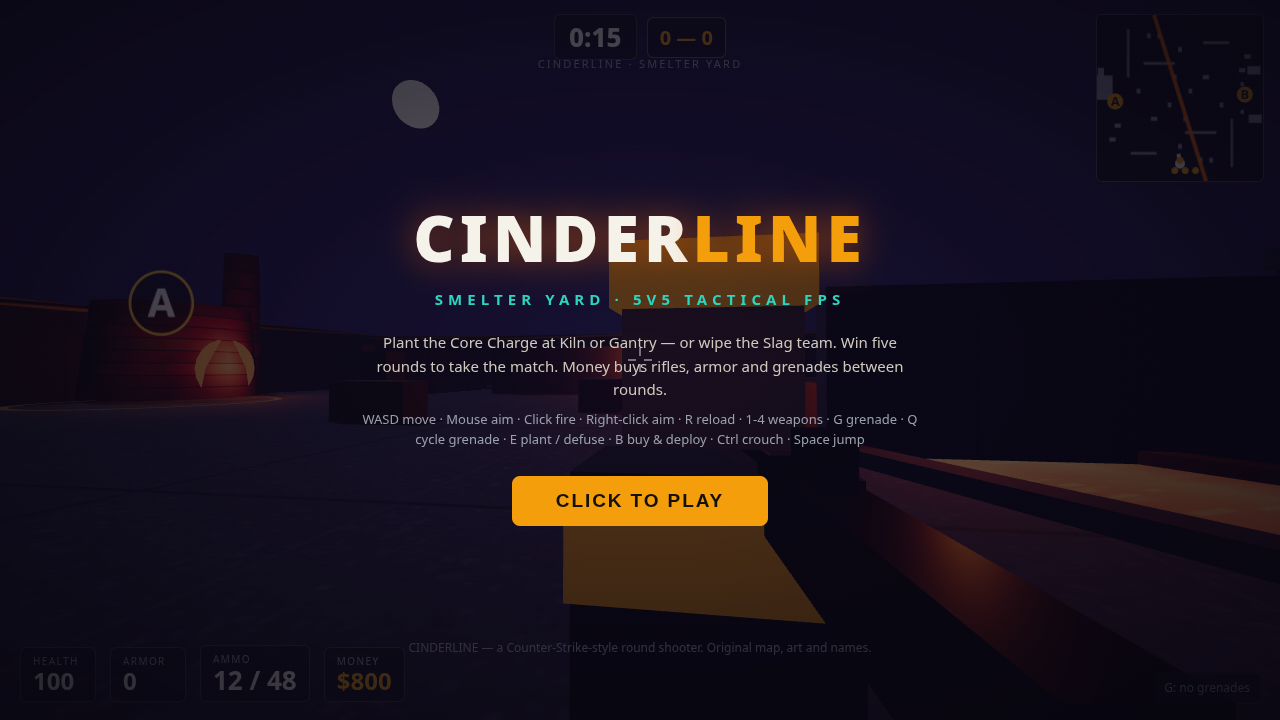 0:15
0 — 0
CINDERLINE · SMELTER YARD
A
B
A
CINDERLINE
SMELTER YARD · 5V5 TACTICAL FPS
Plant the Core Charge at Kiln or Gantry — or wipe the Slag team. Win five
rounds to take the match. Money buys rifles, armor and grenades between
rounds.
WASD move · Mouse aim · Click fire · Right-click aim · R reload · 1-4 weapons · G grenade · Q
cycle grenade · E plant / defuse · B buy & deploy · Ctrl crouch · Space jump
CLICK TO PLAY
CINDERLINE — a Counter-Strike-style round shooter. Original map, art and names.
HEALTH
100
ARMOR
0
AMMO
12 / 48
MONEY
$800
G: no grenades